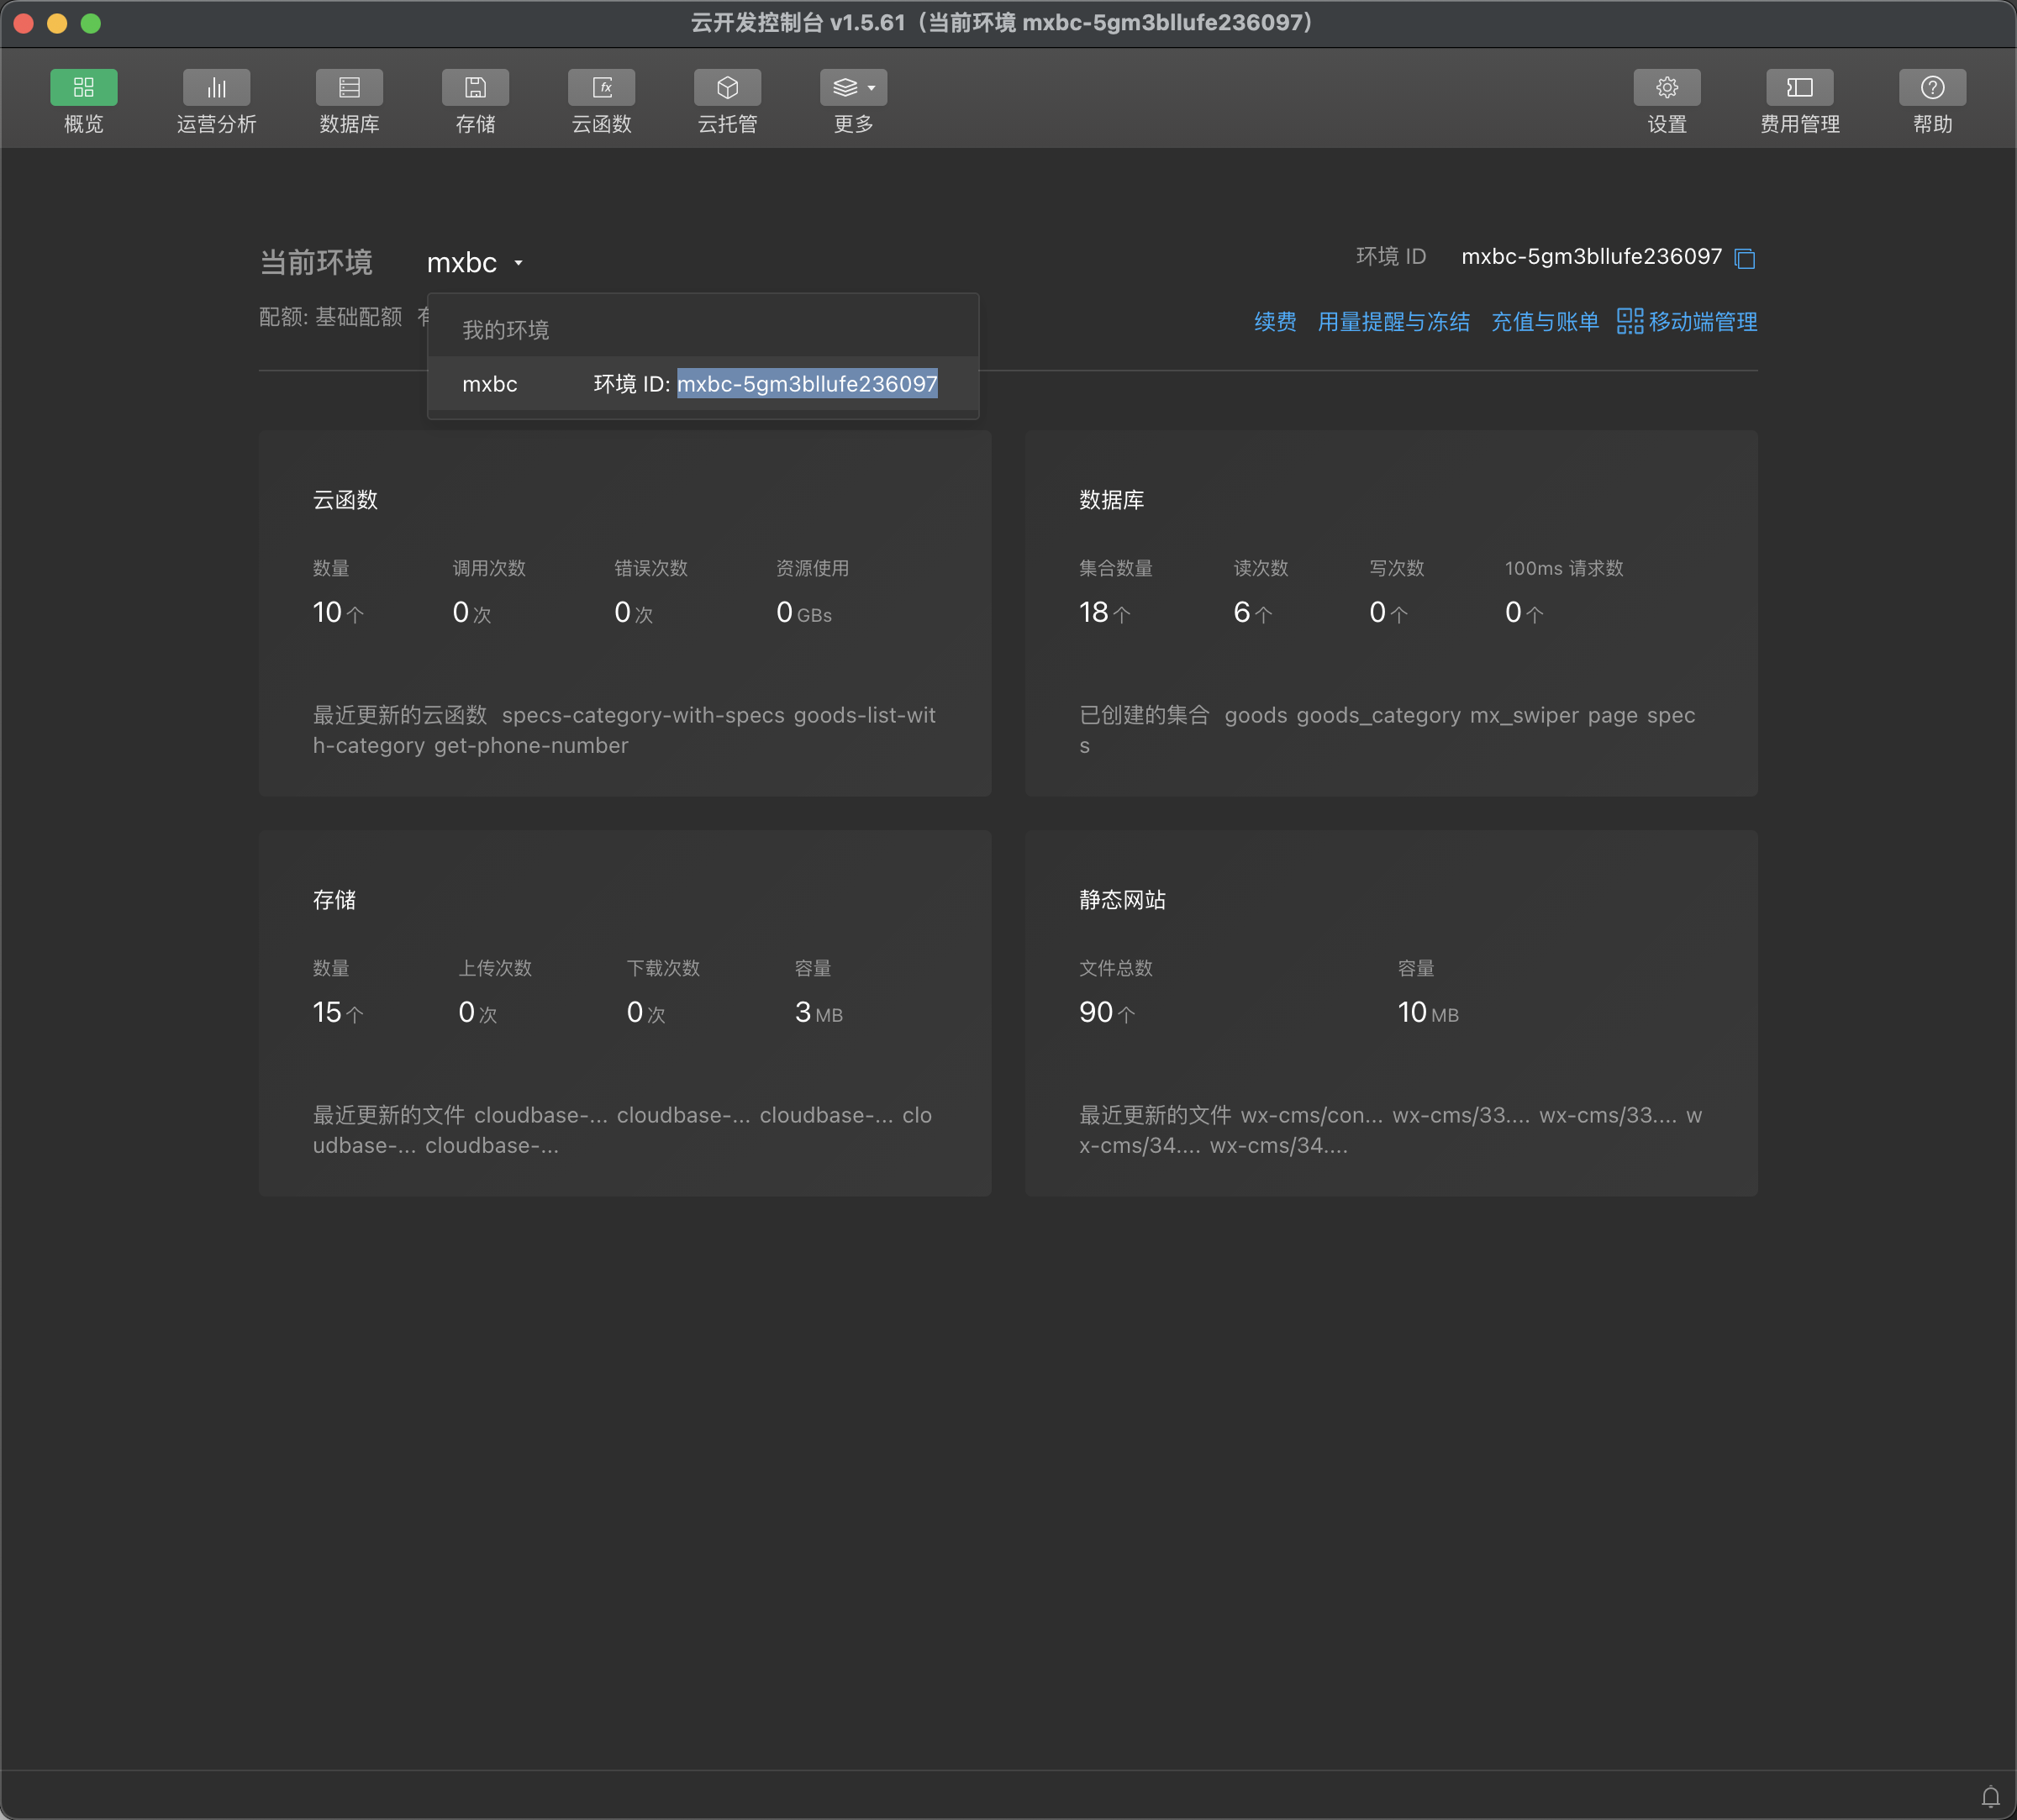 云开发控制台 v1.5.61（当前环境 mxbc-5gm3bllufe236097）
概览 运营分析 数据库 存储 云函数 云托管 更多 设置 费用管理 帮助
当前环境 mxbc 环境 ID mxbc-5gm3bllufe236097
配额: 基础配额
续费 用量提醒与冻结 充值与账单 移动端管理
我的环境
mxbc 环境 ID: mxbc-5gm3bllufe236097
云函数
数量 调用次数 错误次数 资源使用
10 个 0 次 0 次 0 GBs
最近更新的云函数 specs-category-with-specs goods-list-wit
h-category get-phone-number
数据库
集合数量 读次数 写次数 100ms 请求数
18 个 6 个 0 个 0 个
已创建的集合 goods goods_category mx_swiper page spec
s
存储
数量 上传次数 下载次数 容量
15 个 0 次 0 次 3 MB
最近更新的文件 cloudbase-... cloudbase-... cloudbase-... clo
udbase-... cloudbase-...
静态网站
文件总数 容量
90 个 10 MB
最近更新的文件 wx-cms/con... wx-cms/33.... wx-cms/33.... w
x-cms/34.... wx-cms/34....